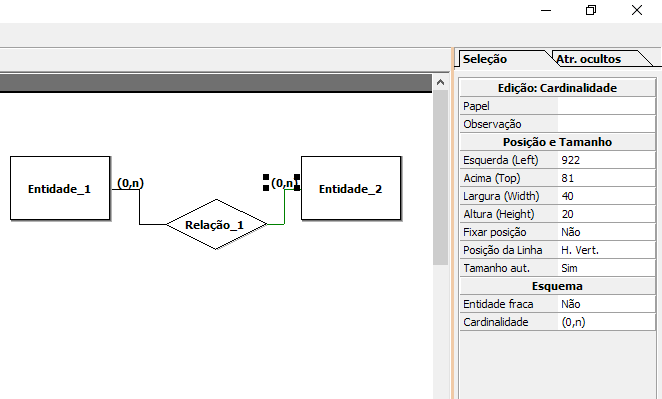 Seleção
Atr. ocultos
Edição: Cardinalidade
Papel
Observação
Posição e Tamanho
Esquerda (Left) 922
Acima (Top) 81
Largura (Width) 40
Altura (Height) 20
Fixar posição Não
Posição da Linha H. Vert.
Tamanho aut. Sim
Esquema
Entidade fraca Não
Cardinalidade (0,n)
Entidade_1
(0,n)
Relação_1
(0,n
Entidade_2